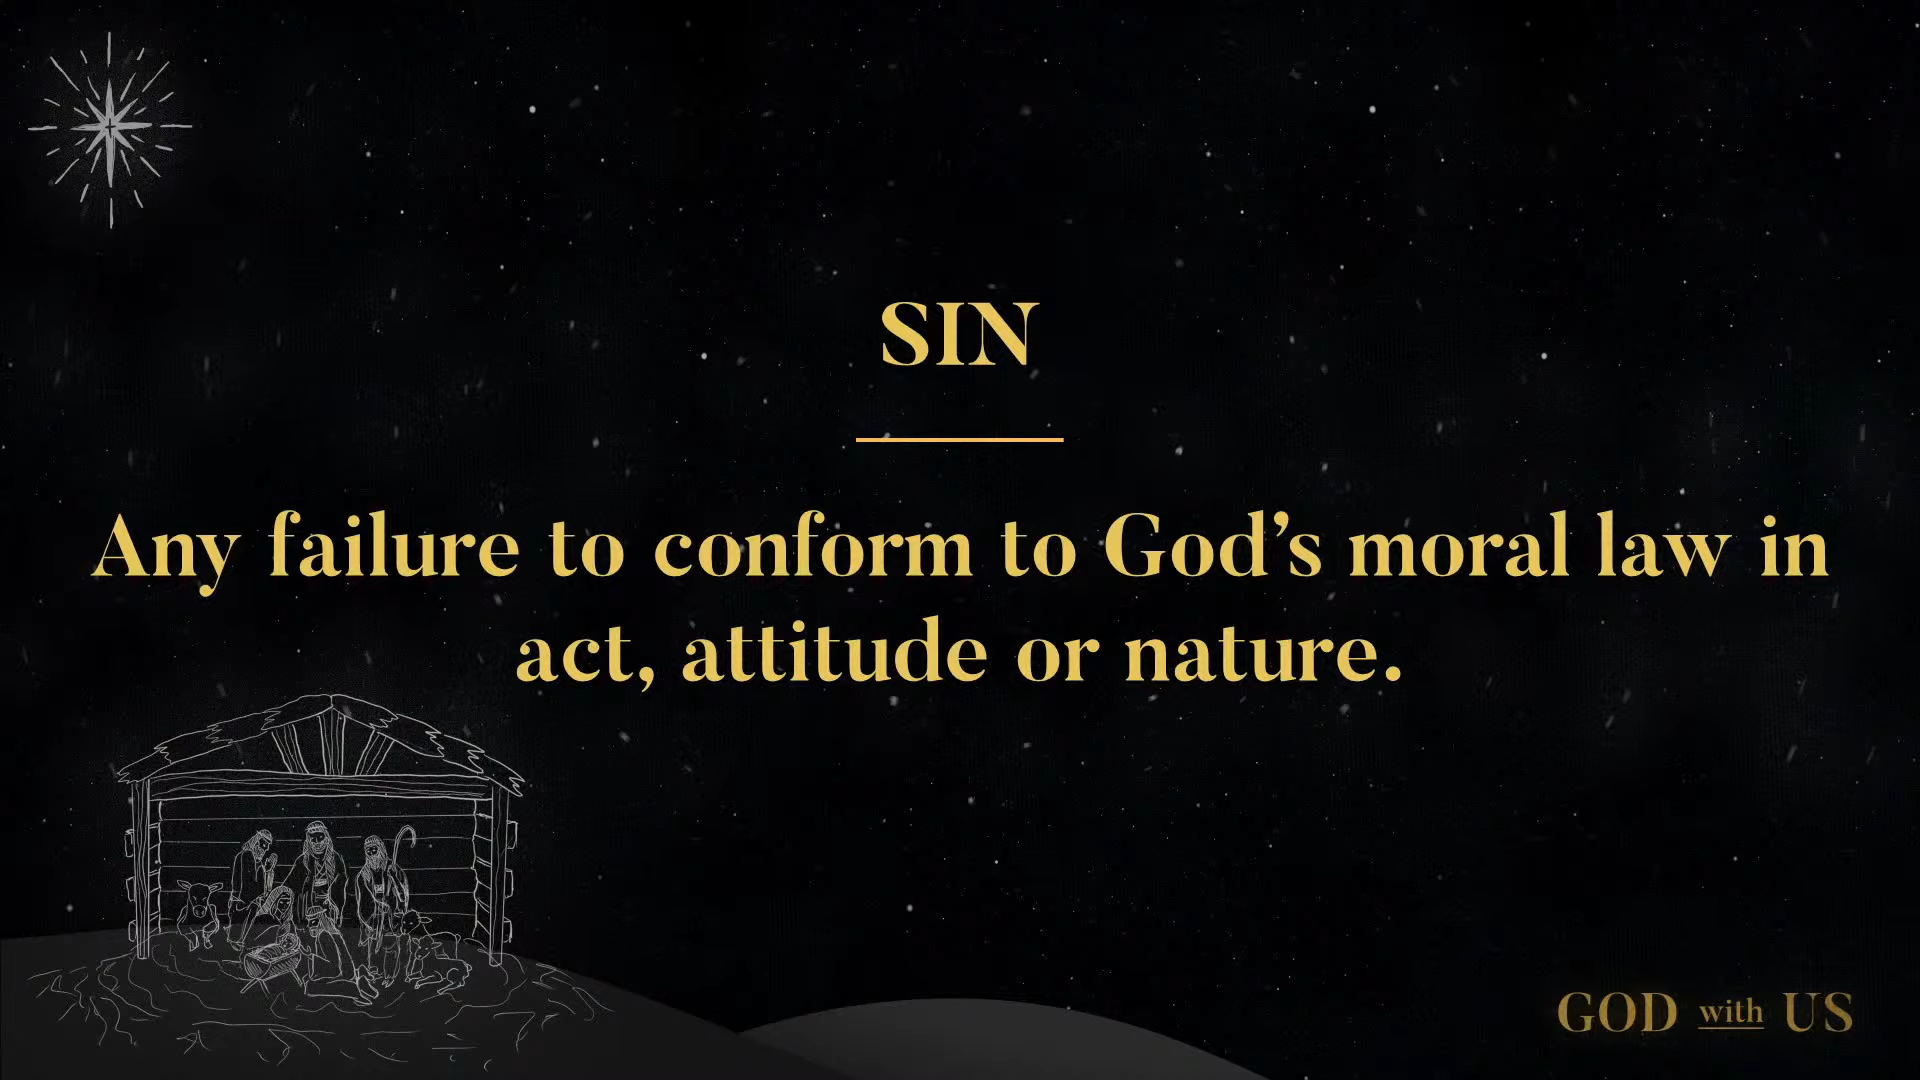 SIN
Any failure to conform to God’s moral law in
act, attitude or nature.
GOD with US